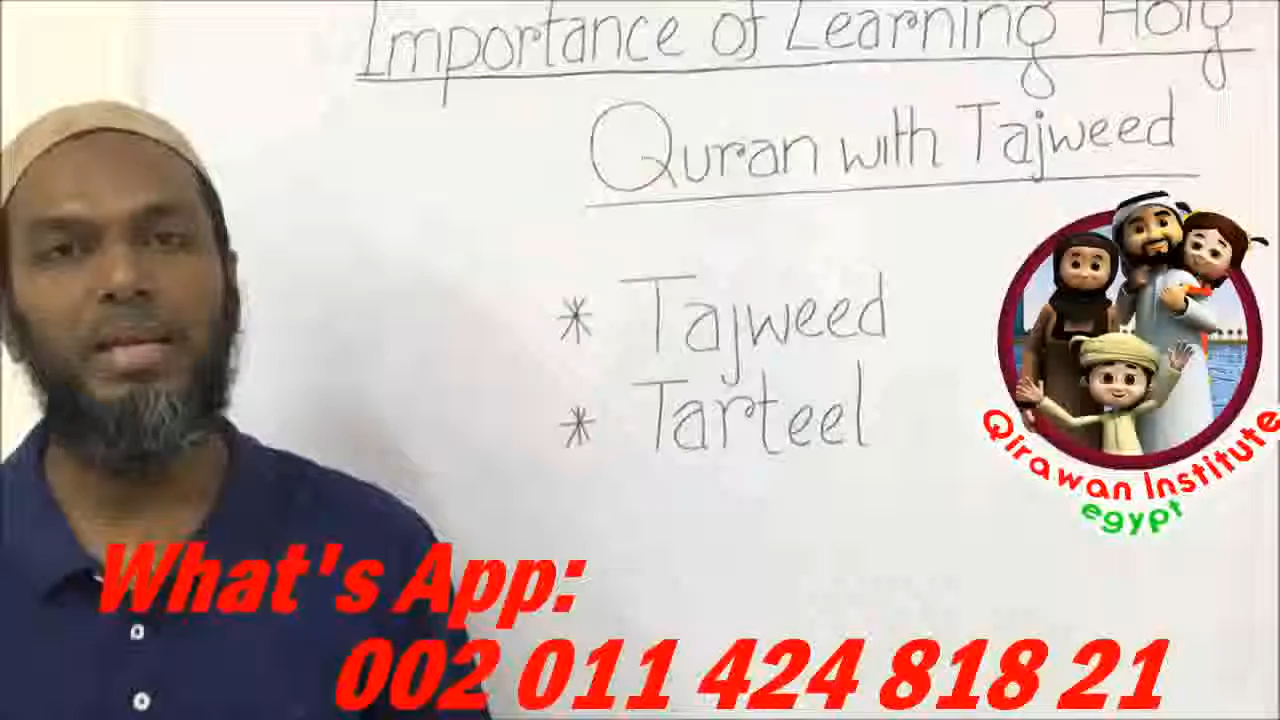 Importance of Learning Holy
Quran with Tajweed
* Tajweed
* Tarteel
Qirawan Institute
egypt
What's App:
002 011 424 818 21